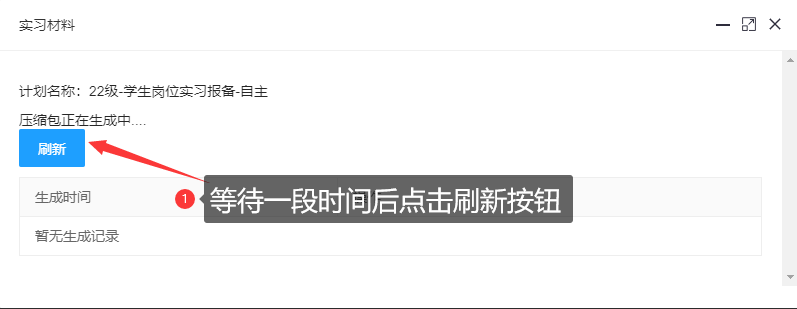 实习材料
计划名称：22级-学生岗位实习报备-自主
压缩包正在生成中....
刷新
生成时间
1
等待一段时间后点击刷新按钮
暂无生成记录